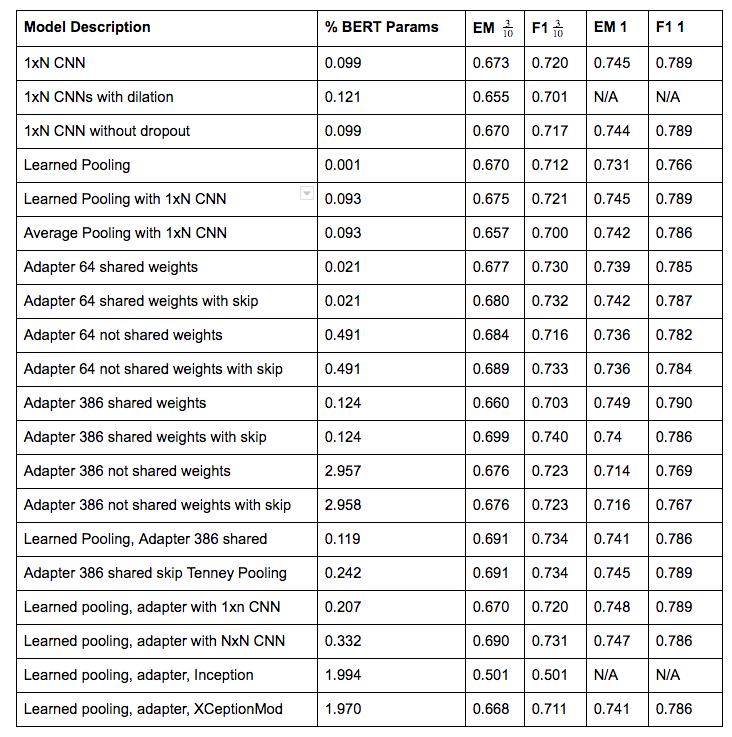 Model Description % BERT Params EM 3/10 F1 3/10 EM 1 F1 1
1xN CNN 0.099 0.673 0.720 0.745 0.789
1xN CNNs with dilation 0.121 0.655 0.701 N/A N/A
1xN CNN without dropout 0.099 0.670 0.717 0.744 0.789
Learned Pooling 0.001 0.670 0.712 0.731 0.766
Learned Pooling with 1xN CNN 0.093 0.675 0.721 0.745 0.789
Average Pooling with 1xN CNN 0.093 0.657 0.700 0.742 0.786
Adapter 64 shared weights 0.021 0.677 0.730 0.739 0.785
Adapter 64 shared weights with skip 0.021 0.680 0.732 0.742 0.787
Adapter 64 not shared weights 0.491 0.684 0.716 0.736 0.782
Adapter 64 not shared weights with skip 0.491 0.689 0.733 0.736 0.784
Adapter 386 shared weights 0.124 0.660 0.703 0.749 0.790
Adapter 386 shared weights with skip 0.124 0.699 0.740 0.74 0.786
Adapter 386 not shared weights 2.957 0.676 0.723 0.714 0.769
Adapter 386 not shared weights with skip 2.958 0.676 0.723 0.716 0.767
Learned Pooling, Adapter 386 shared 0.119 0.691 0.734 0.741 0.786
Adapter 386 shared skip Tenney Pooling 0.242 0.691 0.734 0.745 0.789
Learned pooling, adapter with 1xn CNN 0.207 0.670 0.720 0.748 0.789
Learned pooling, adapter with NxN CNN 0.332 0.690 0.731 0.747 0.786
Learned pooling, adapter, Inception 1.994 0.501 0.501 N/A N/A
Learned pooling, adapter, XCeptionMod 1.970 0.668 0.711 0.741 0.786